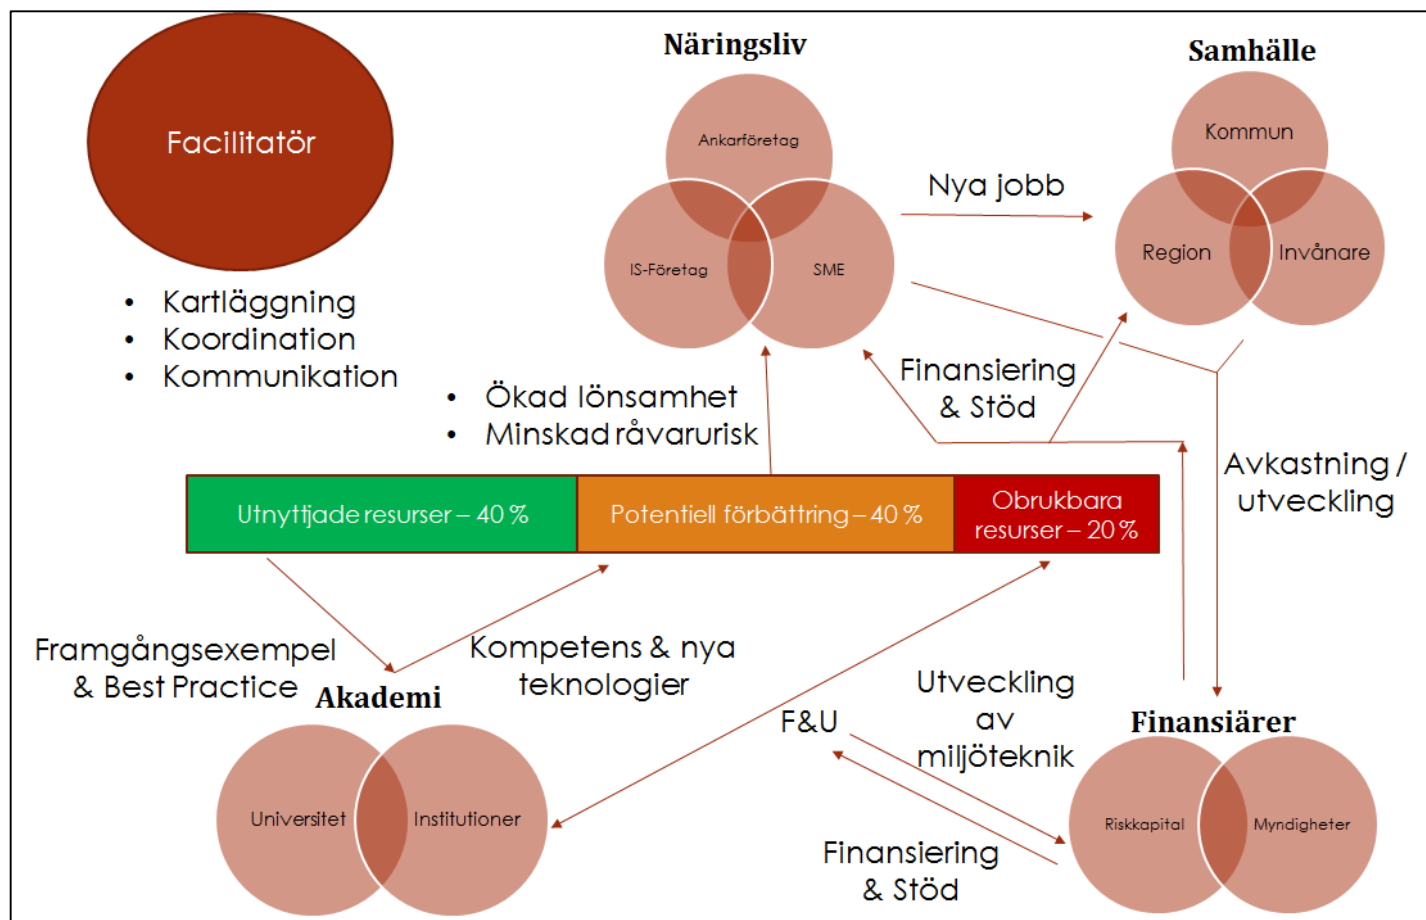 Näringsliv
Samhälle
Facilitatör
Ankarföretag
IS-Företag
SME
Kommun
Region
Invånare
Nya jobb
• Kartläggning
• Koordination
• Kommunikation
• Ökad lönsamhet
• Minskad råvarurisk
Finansiering
& Stöd
Avkastning /
utveckling
Utnyttjade resurser – 40 %
Potentiell förbättring – 40 %
Obrukbara
resurser – 20 %
Framgångsexempel
& Best Practice
Kompetens & nya
teknologier
Akademi
Universitet
Institutioner
F&U
Utveckling
av
miljöteknik
Finansiärer
Riskkapital
Myndigheter
Finansiering
& Stöd